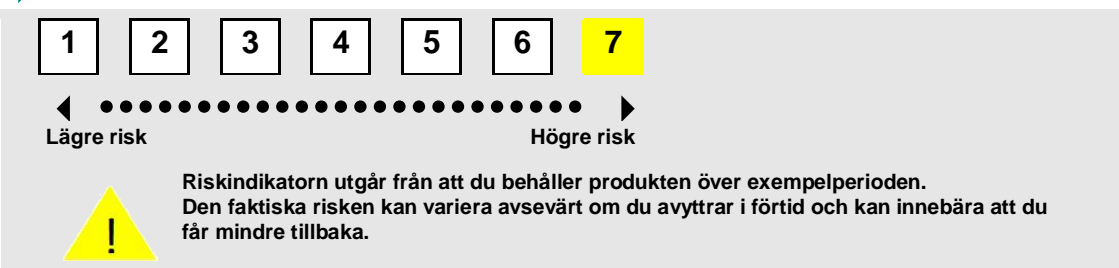 1 2 3 4 5 6 7
Lägre risk Högre risk
Riskindikatorn utgår från att du behåller produkten över exempelperioden.
Den faktiska risken kan variera avsevärt om du avyttrar i förtid och kan innebära att du
får mindre tillbaka.
!